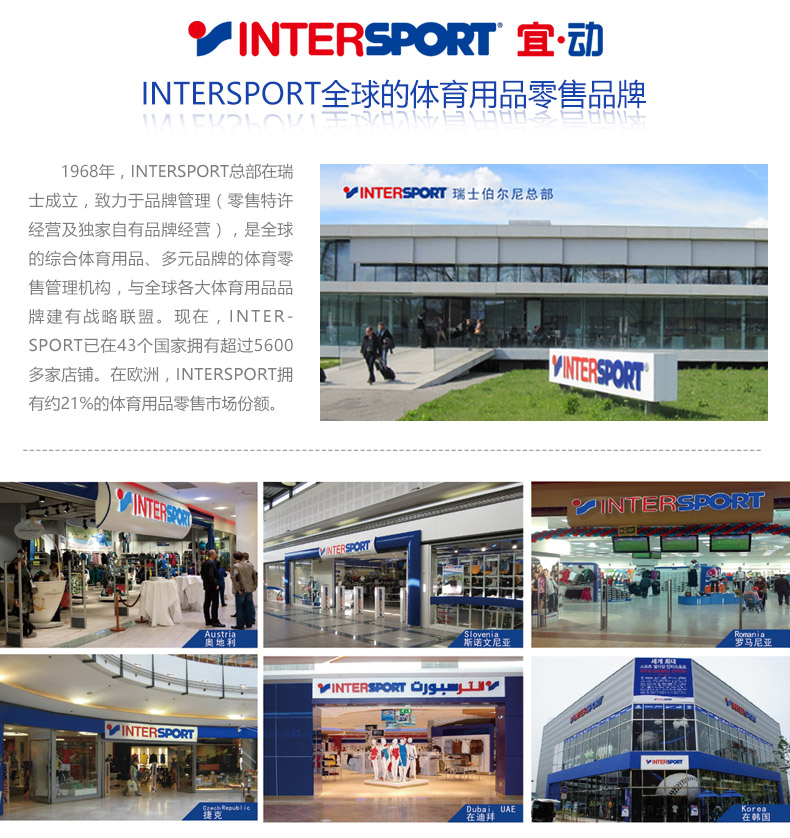 INTERSPORT® 宜·动
INTERSPORT全球的体育用品零售品牌
1968年，INTERSPORT总部在瑞
士成立，致力于品牌管理（零售特许
经营及独家自有品牌经营），是全球
的综合体育用品、多元品牌的体育零
售管理机构，与全球各大体育用品品
牌建有战略联盟。现在，INTER-
SPORT已在43个国家拥有超过5600
多家店铺。在欧洲，INTERSPORT拥
有约21%的体育用品零售市场份额。
INTERSPORT 瑞士伯尔尼总部
INTERSPORT®
INTERSPORT
Austria
奥地利
INTERSPORT
Slovenia
斯诺文尼亚
INTERSPORT
Romania
罗马尼亚
INTERSPORT
Czech Republic
捷克
INTERSPORT انترسبورت
Dubai, UAE
在迪拜
세계 최대
INTERSPORT
INTERSPORT
INTERSPORT
Korea
在韩国